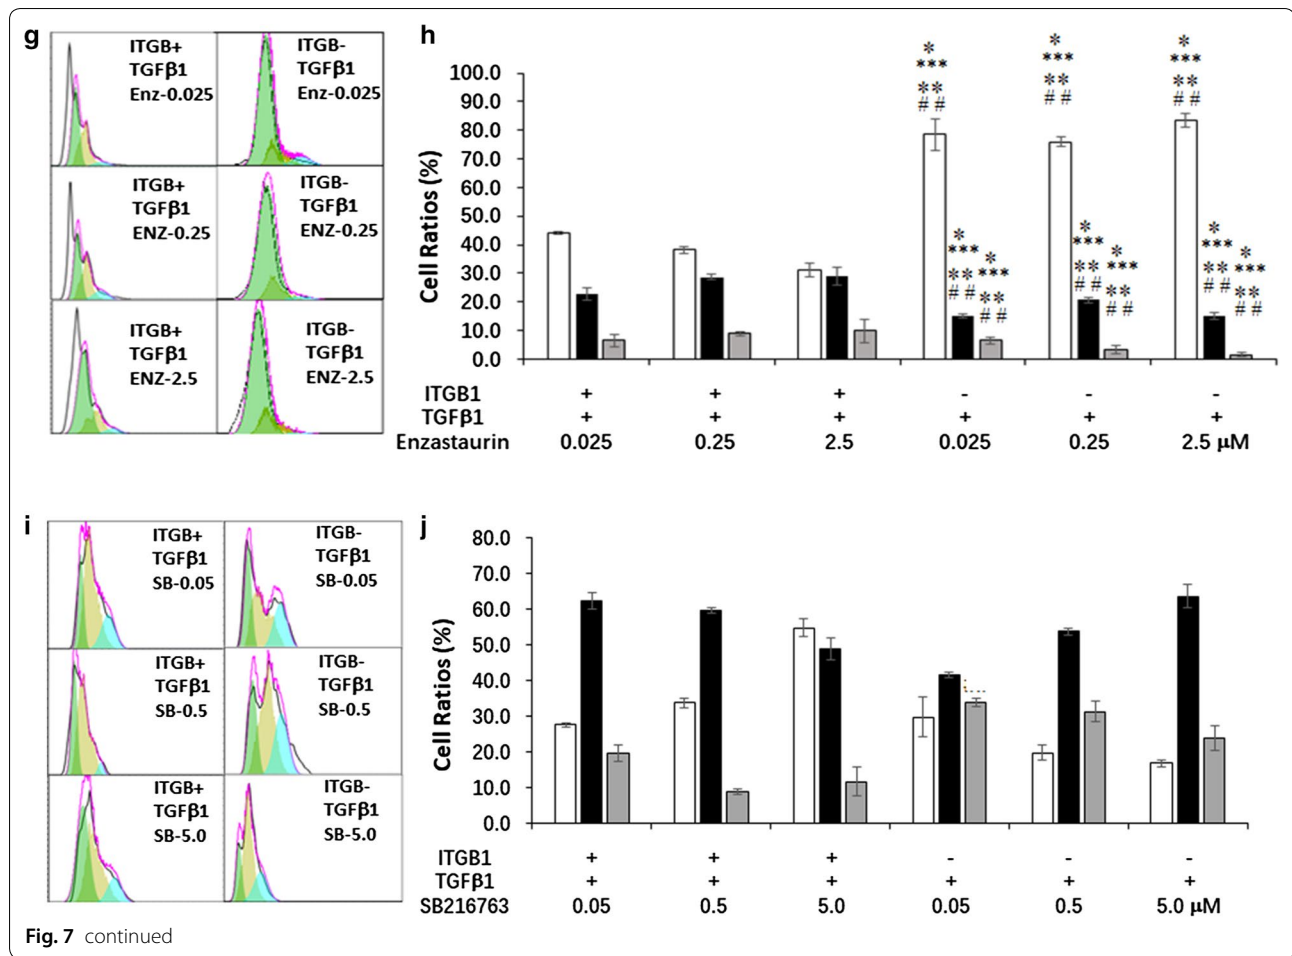 g
ITGB+
TGFβ1
Enz-0.025
ITGB-
TGFβ1
Enz-0.025
ITGB+
TGFβ1
ENZ-0.25
ITGB-
TGFβ1
ENZ-0.25
ITGB+
TGFβ1
ENZ-2.5
ITGB-
TGFβ1
ENZ-2.5
h
Cell Ratios (%)
100.0
90.0
80.0
70.0
60.0
50.0
40.0
30.0
20.0
10.0
0.0
*
***
**
##
*
***
**
##
*
***
**
##
*
***
**
##
*
***
**
##
*
***
**
##
*
***
**
##
*
***
**
##
*
***
**
##
ITGB1 + + + - - -
TGFβ1 + + + + + +
Enzastaurin 0.025 0.25 2.5 0.025 0.25 2.5 μM
i
ITGB+
TGFβ1
SB-0.05
ITGB-
TGFβ1
SB-0.05
ITGB+
TGFβ1
SB-0.5
ITGB-
TGFβ1
SB-0.5
ITGB+
TGFβ1
SB-5.0
ITGB-
TGFβ1
SB-5.0
j
Cell Ratios (%)
80.0
70.0
60.0
50.0
40.0
30.0
20.0
10.0
0.0
ITGB1 + + + - - -
TGFβ1 + + + + + +
SB216763 0.05 0.5 5.0 0.05 0.5 5.0 μM
Fig. 7 continued